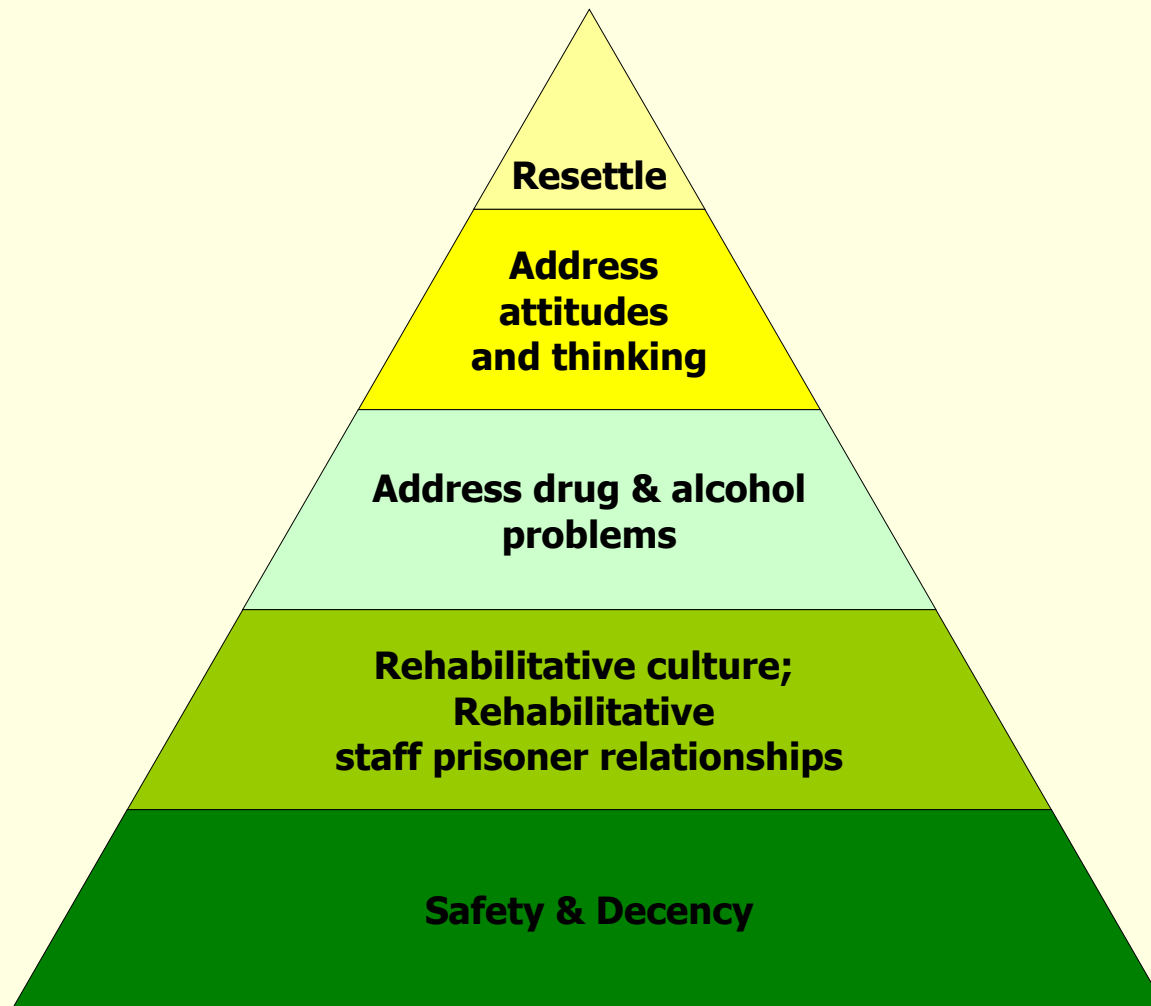 Resettle
Address
attitudes
and thinking
Address drug & alcohol
problems
Rehabilitative culture;
Rehabilitative
staff prisoner relationships
Safety & Decency